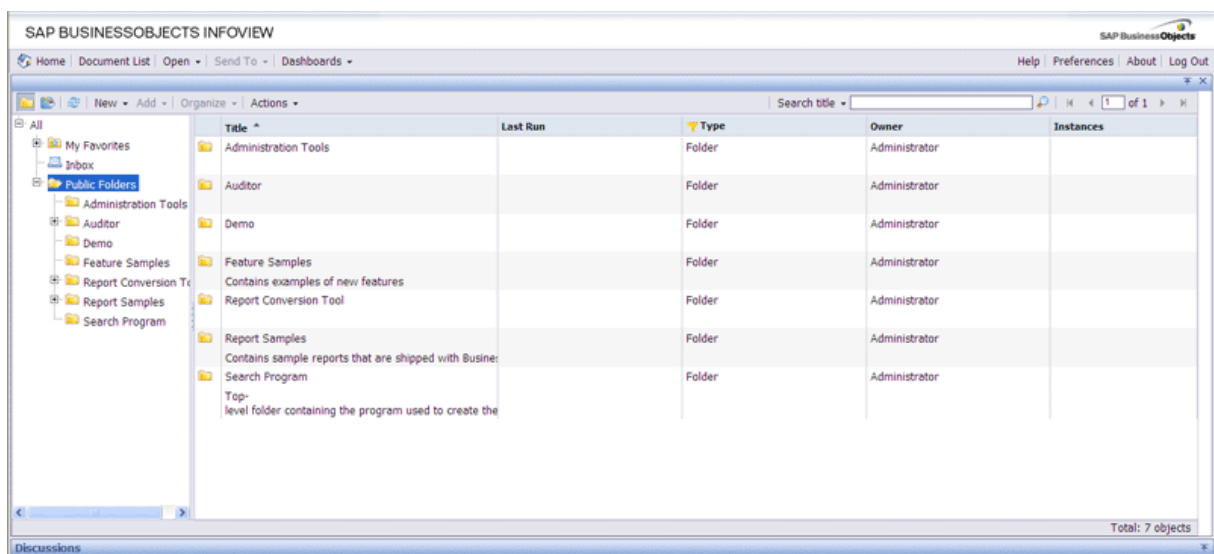 SAP BUSINESSOBJECTS INFOVIEW
SAP BusinessObjects
Home Document List Open Send To Dashboards Help Preferences About Log Out
New Add Organize Actions Search title 1 of 1
All
My Favorites
Inbox
Public Folders
Administration Tools
Auditor
Demo
Feature Samples
Report Conversion To
Report Samples
Search Program
Title Last Run Type Owner Instances
Administration Tools Folder Administrator
Auditor Folder Administrator
Demo Folder Administrator
Feature Samples Folder Administrator
Contains examples of new features
Report Conversion Tool Folder Administrator
Report Samples Folder Administrator
Contains sample reports that are shipped with Busine
Search Program Folder Administrator
Top-
level folder containing the program used to create the
Total: 7 objects
Discussions